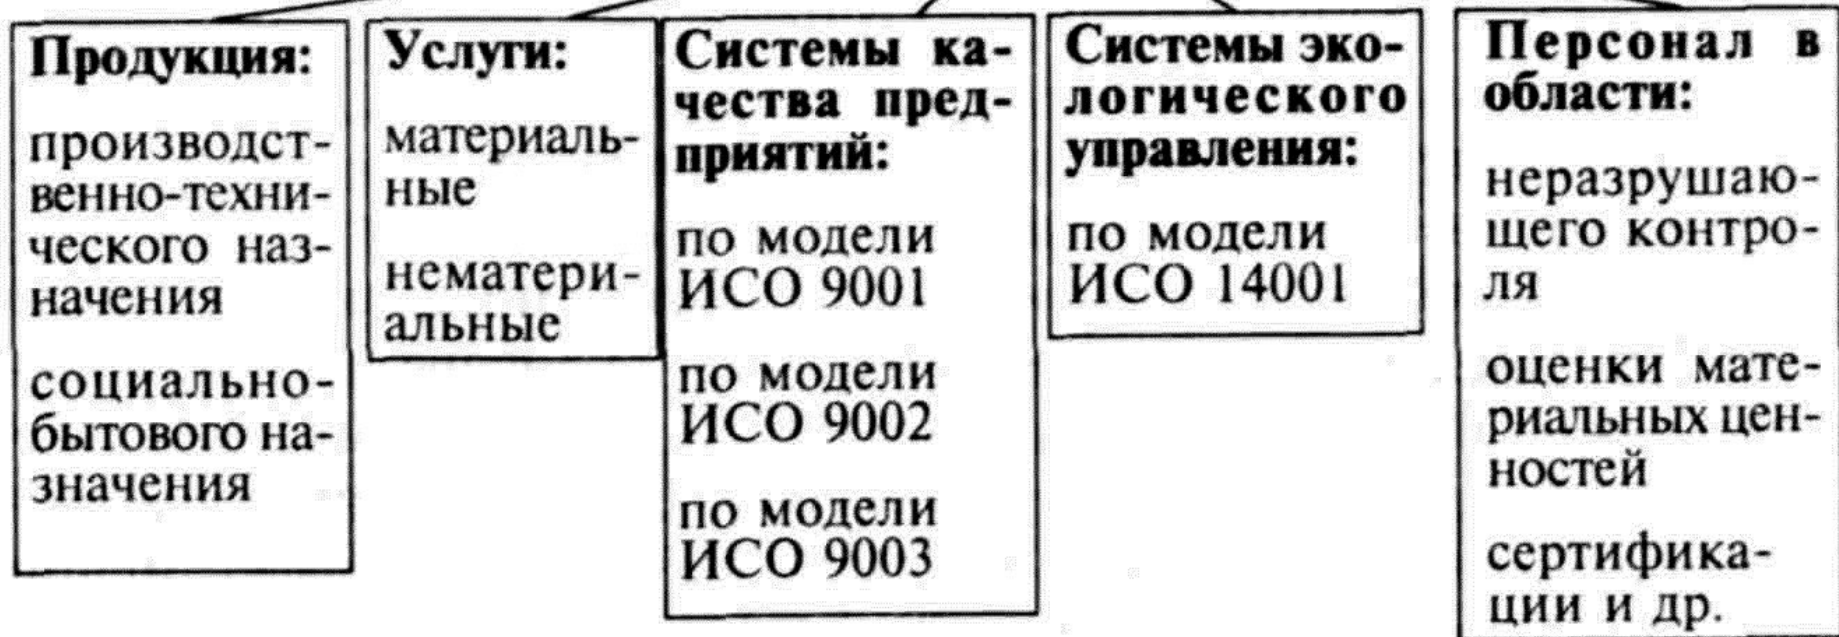 Продукция:
производст-
венно-техни-
ческого наз-
начения
социально-
бытового на-
значения
Услуги:
материаль-
ные
нематери-
альные
Системы ка-
чества пред-
приятий:
по модели
ИСО 9001
по модели
ИСО 9002
по модели
ИСО 9003
Системы эко-
логического
управления:
по модели
ИСО 14001
Персонал в
области:
неразрушаю-
щего контро-
ля
оценки мате-
риальных цен-
ностей
сертифика-
ции и др.